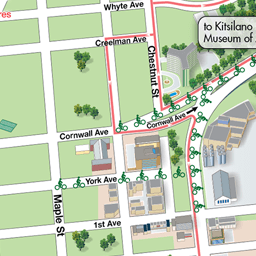 Whyte Ave
res
Creelman Ave
to Kitsilano
Museum of
Chestnut St
Cornwall Ave
Cornwall Ave
York Ave
Maple St
1st Ave